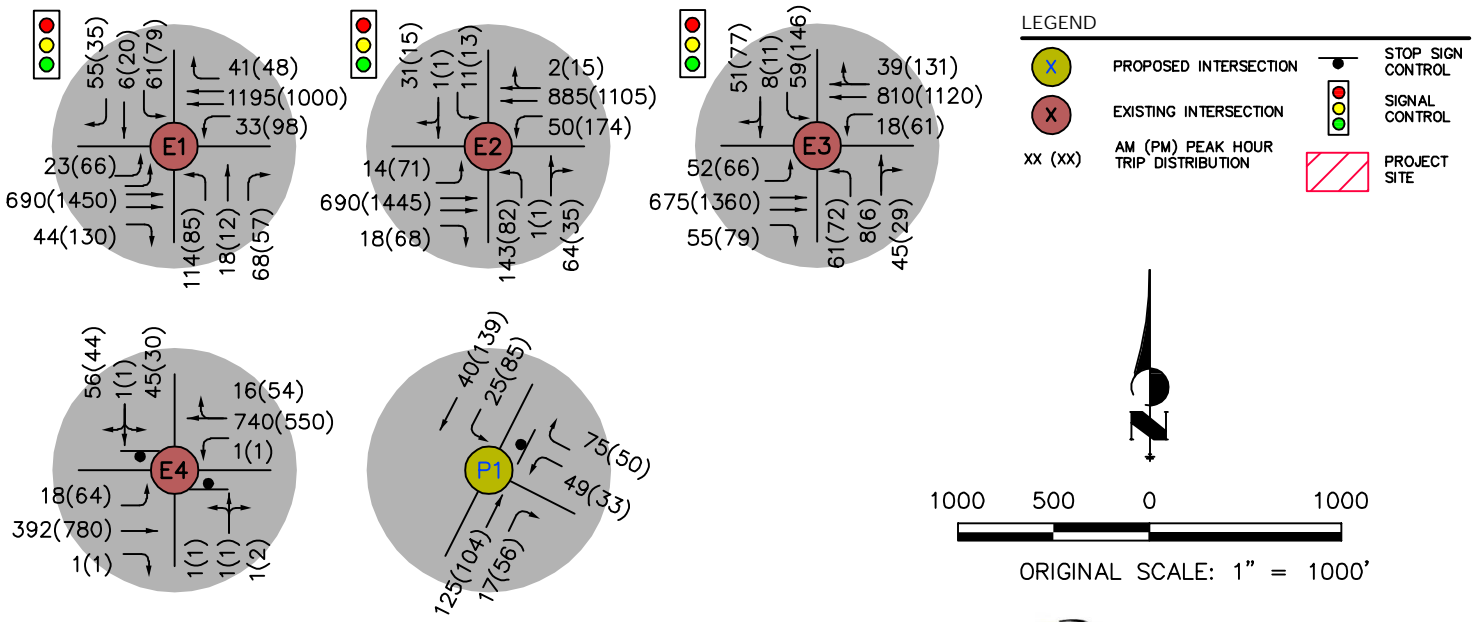 55(35)
6(20)
61(79)
41(48)
1195(1000)
33(98)
E1
23(66)
690(1450)
44(130)
114(85)
18(12)
68(57)
31(15)
1(1)
11(13)
2(15)
885(1105)
50(174)
E2
14(71)
690(1445)
18(68)
143(82)
1(1)
64(35)
51(77)
8(11)
59(146)
39(131)
810(1120)
18(61)
E3
52(66)
675(1360)
55(79)
61(72)
8(6)
45(29)
LEGEND
X
PROPOSED INTERSECTION
STOP SIGN
CONTROL
X
EXISTING INTERSECTION
SIGNAL
CONTROL
XX (XX)
AM (PM) PEAK HOUR
TRIP DISTRIBUTION
PROJECT
SITE
56(44)
1(1)
45(30)
16(54)
740(550)
1(1)
E4
18(64)
392(780)
1(1)
1(1)
1(1)
1(2)
40(139)
25(85)
75(50)
49(33)
P1
125(104)
17(56)
N
1000 500 0 1000
ORIGINAL SCALE: 1" = 1000'